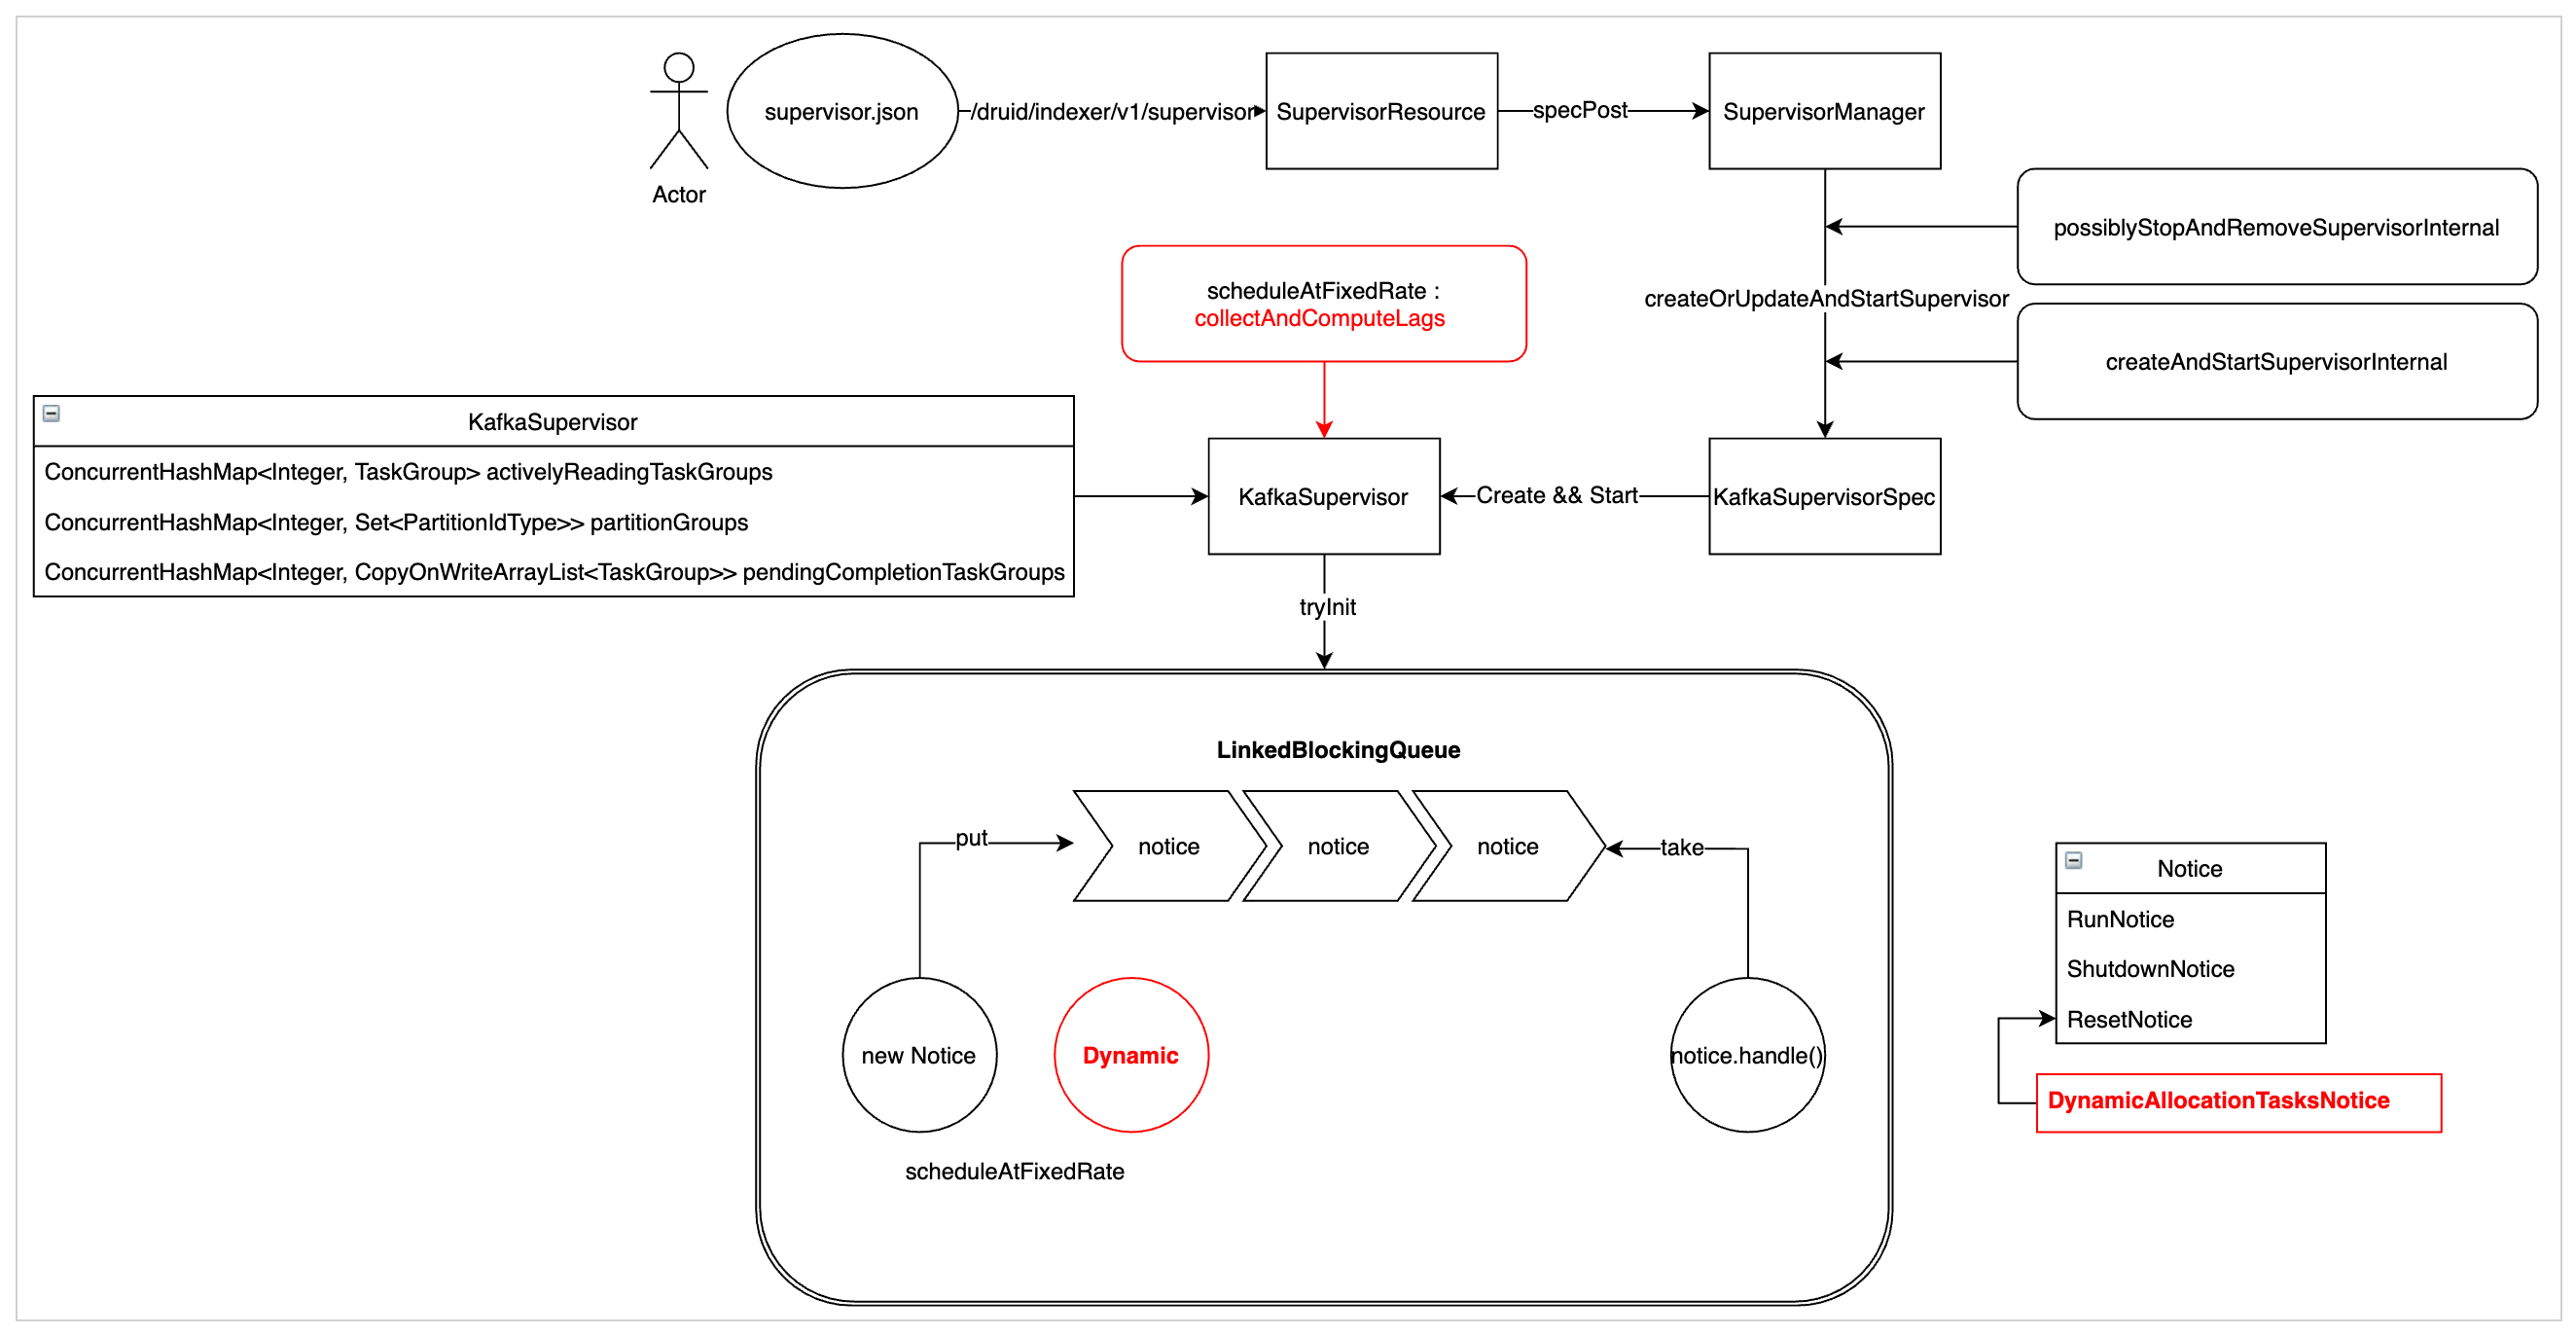 Actor
supervisor.json
/druid/indexer/v1/supervisor
SupervisorResource
specPost
SupervisorManager
possiblyStopAndRemoveSupervisorInternal
createOrUpdateAndStartSupervisor
createAndStartSupervisorInternal
scheduleAtFixedRate :
collectAndComputeLags
KafkaSupervisor
ConcurrentHashMap<Integer, TaskGroup> activelyReadingTaskGroups
ConcurrentHashMap<Integer, Set<PartitionIdType>> partitionGroups
ConcurrentHashMap<Integer, CopyOnWriteArrayList<TaskGroup>> pendingCompletionTaskGroups
KafkaSupervisor
Create && Start
KafkaSupervisorSpec
tryInit
LinkedBlockingQueue
put
notice
notice
notice
take
new Notice
Dynamic
notice.handle()
scheduleAtFixedRate
Notice
RunNotice
ShutdownNotice
ResetNotice
DynamicAllocationTasksNotice